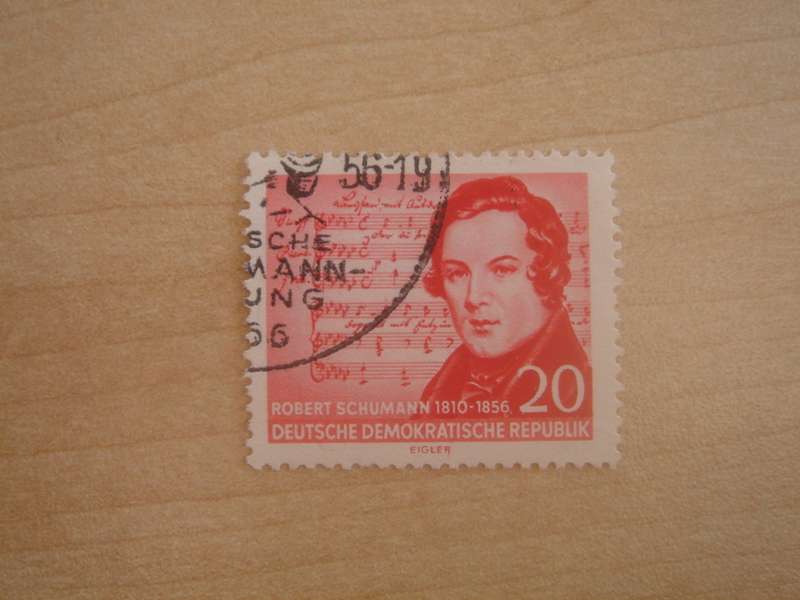 56-19
SCHE
MANN-
UNG
56
20
ROBERT SCHUMANN 1810-1856
DEUTSCHE DEMOKRATISCHE REPUBLIK
EIGLER